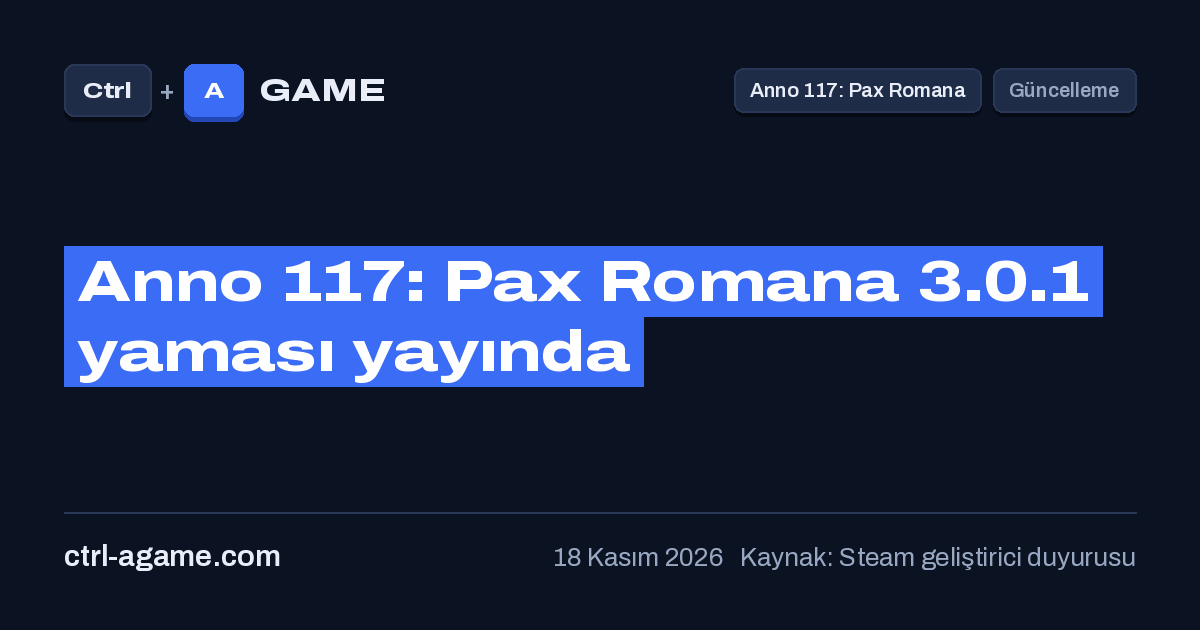 Ctrl + A GAME
Anno 117: Pax Romana
Güncelleme
Anno 117: Pax Romana 3.0.1
yaması yayında
ctrl-agame.com
18 Kasım 2026 Kaynak: Steam geliştirici duyurusu